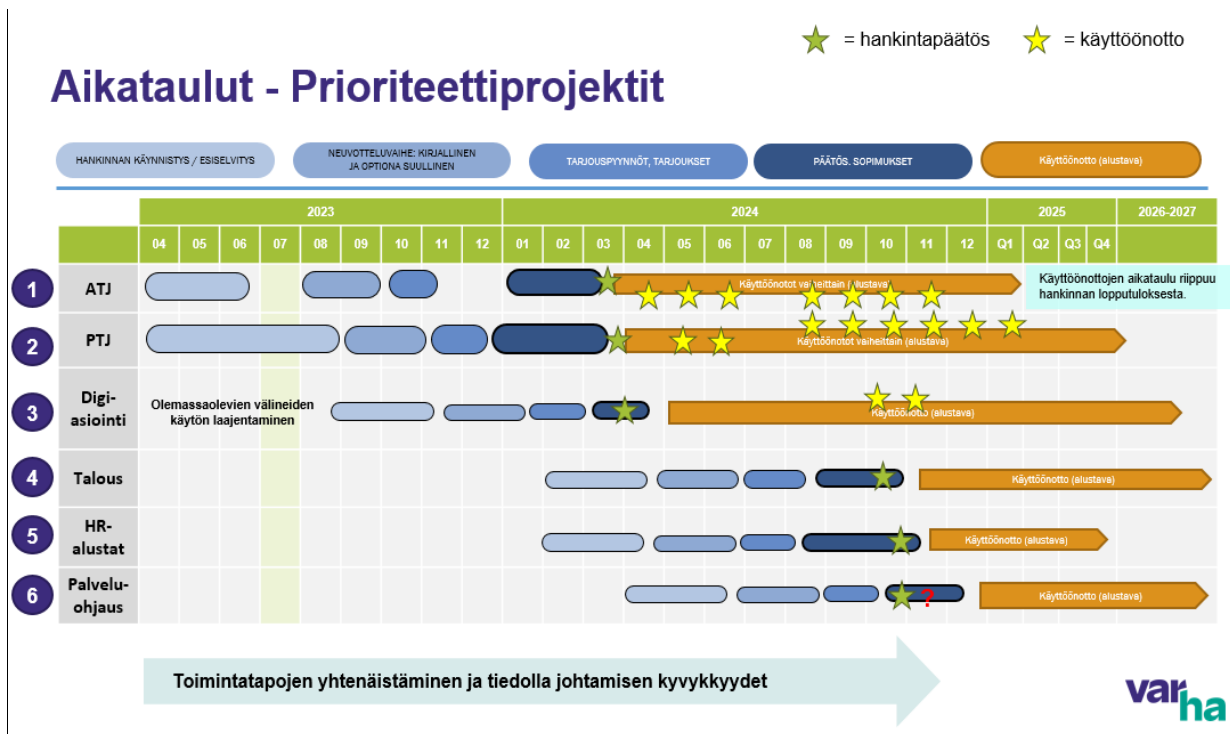 = hankintapäätös
= käyttöönotto
Aikataulut - Prioriteettiprojektit
HANKINNAN KÄYNNISTYS / ESISELVITYS
NEUVOTTELUVAIHE: KIRJALLINEN
JA OPTIONA SUULLINEN
TARJOUSPYYNNÖT, TARJOUKSET
PÄÄTÖS. SOPIMUKSET
Käyttöönotto (alustava)
2023 2024 2025 2026-2027
04 05 06 07 08 09 10 11 12 01 02 03 04 05 06 07 08 09 10 11 12 Q1 Q2 Q3 Q4
1 ATJ
Käyttöönotot vaiheittain (alustava)
Käyttöönottojen aikataulu riippuu
hankinnan lopputuloksesta.
2 PTJ
Käyttöönotot vaiheittain (alustava)
3 Digi-
asiointi
Olemassaolevien välineiden
käytön laajentaminen
Käyttöönotto (alustava)
4 Talous
Käyttöönotto (alustava)
5 HR-
alustat
Käyttöönotto (alustava)
6 Palvelu-
ohjaus
?
Käyttöönotto (alustava)
Toimintatapojen yhtenäistäminen ja tiedolla johtamisen kyvykkyydet
var
ha